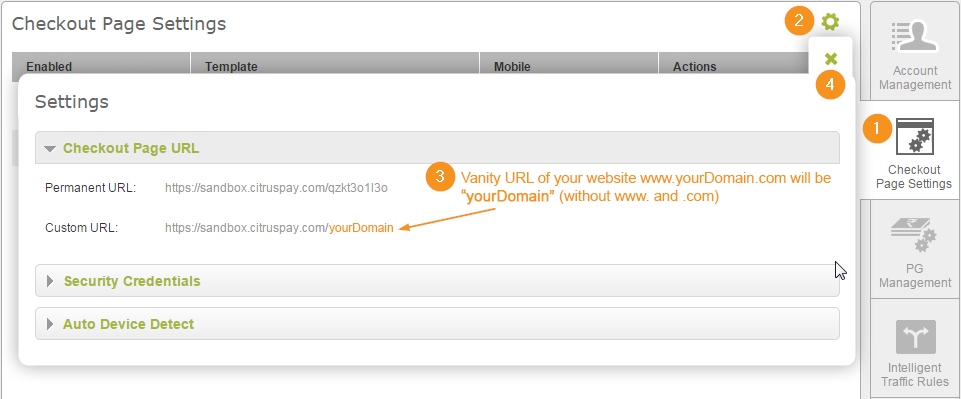 Checkout Page Settings
2
Enabled
Template
Mobile
Actions
4
Settings
Checkout Page URL
Permanent URL:
https://sandbox.citruspay.com/qzkt3o1l3o
3
Vanity URL of your website www.yourDomain.com will be
"yourDomain" (without www. and .com)
Custom URL:
https://sandbox.citruspay.com/yourDomain
Security Credentials
Auto Device Detect
Account
Management
1
Checkout
Page Settings
PG
Management
Intelligent
Traffic Rules